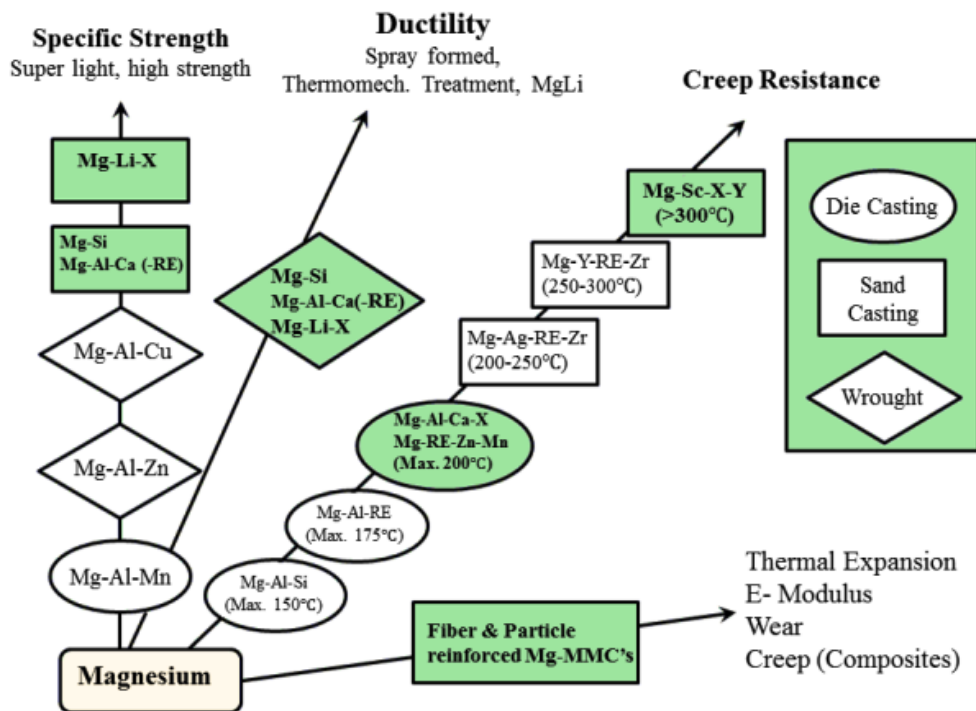 Specific Strength
Super light, high strength
Mg-Li-X
Mg-Si
Mg-Al-Ca (-RE)
Mg-Al-Cu
Mg-Al-Zn
Mg-Al-Mn
Magnesium
Ductility
Spray formed,
Thermomech. Treatment, MgLi
Mg-Si
Mg-Al-Ca(-RE)
Mg-Li-X
Creep Resistance
Mg-Sc-X-Y
(>300℃)
Mg-Y-RE-Zr
(250-300℃)
Mg-Ag-RE-Zr
(200-250℃)
Mg-Al-Ca-X
Mg-RE-Zn-Mn
(Max. 200℃)
Mg-Al-RE
(Max. 175℃)
Mg-Al-Si
(Max. 150℃)
Die Casting
Sand
Casting
Wrought
Fiber & Particle
reinforced Mg-MMC's
Thermal Expansion
E- Modulus
Wear
Creep (Composites)